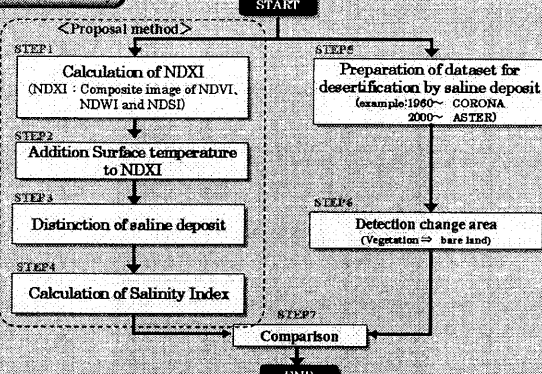 START
<Proposal method>
STEP1
Calculation of NDXI
(NDXI : Composite image of NDVI、
NDWI and NDSI)
STEP2
Addition Surface temperature
to NDXI
STEP3
Distinction of saline deposit
STEP4
Calculation of Salinity Index
STEP5
Preparation of dataset for
desertification by saline deposit
(example:1960～ CORONA
2000～ ASTER)
STEP6
Detection change area
(Vegetation⇒ bare land)
STEP7
Comparison
END